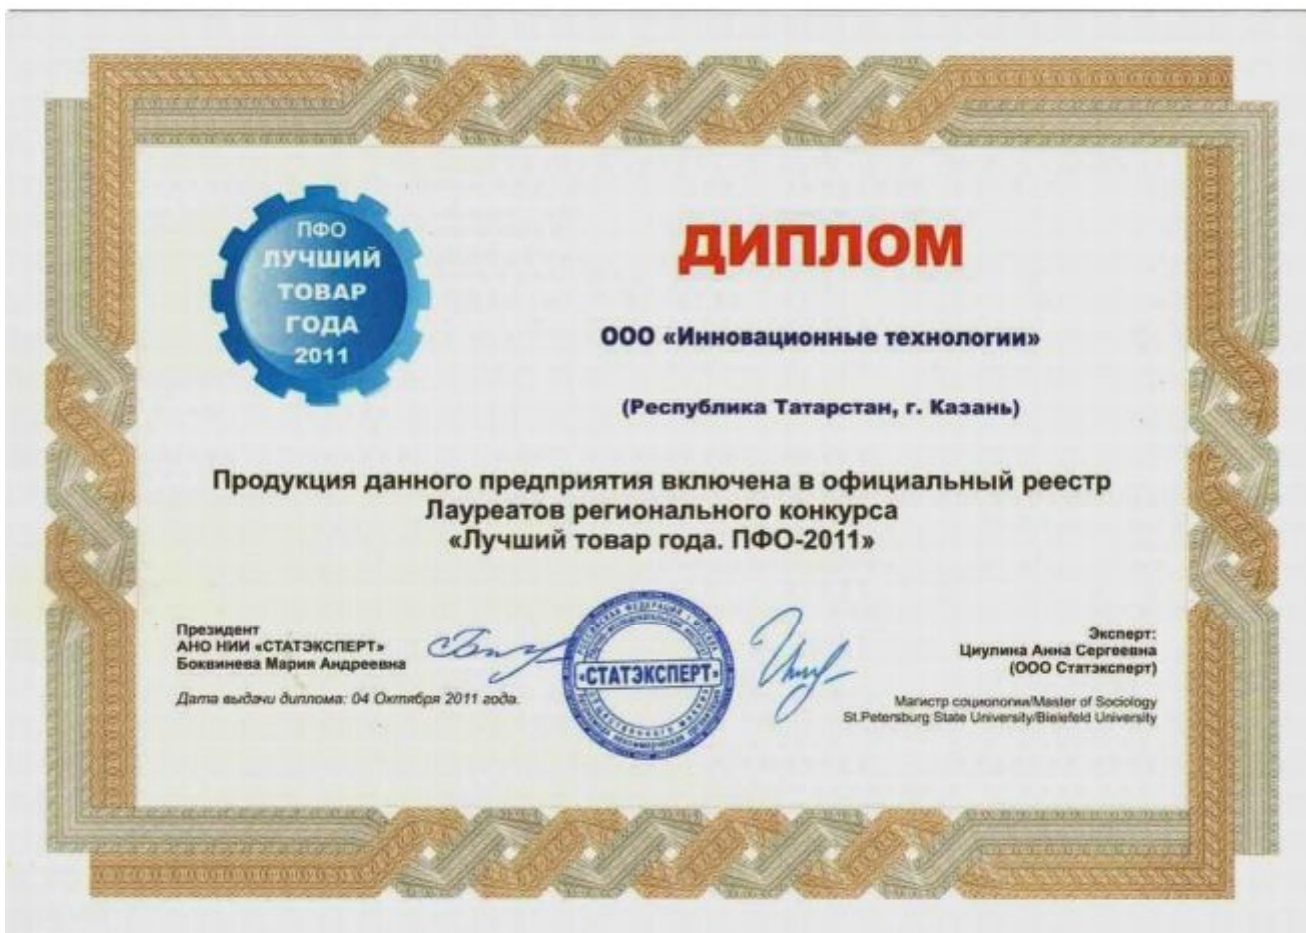 ПФО
ЛУЧШИЙ
ТОВАР
ГОДА
2011
ДИПЛОМ
ООО «Инновационные технологии»
(Республика Татарстан, г. Казань)
Продукция данного предприятия включена в официальный реестр
Лауреатов регионального конкурса
«Лучший товар года. ПФО-2011»
Президент
АНО НИИ «СТАТЭКСПЕРТ»
Боквинева Мария Андреевна
Дата выдачи диплома: 04 Октября 2011 года.
РОССИЙСКАЯ ФЕДЕРАЦИЯ
«СТАТЭКСПЕРТ»
Эксперт:
Циулина Анна Сергеевна
(ООО Статэксперт)
Магистр социологии/Master of Sociology
St.Petersburg State University/Bielefeld University